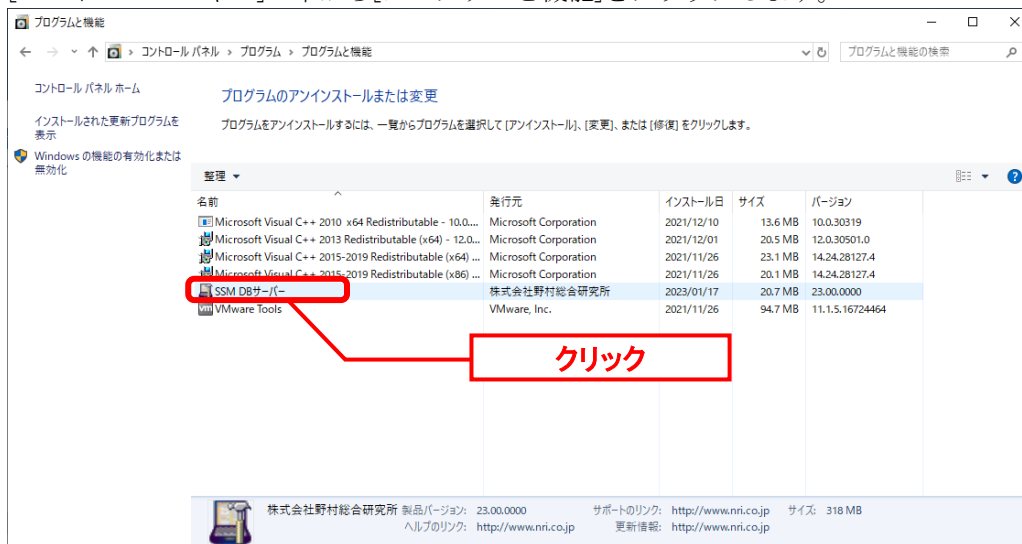 プログラムと機能
コントロール パネル › プログラム › プログラムと機能
プログラムと機能の検索
コントロール パネル ホーム
インストールされた更新プログラムを
表示
Windows の機能の有効化または
無効化
プログラムのアンインストールまたは変更
プログラムをアンインストールするには、一覧からプログラムを選択して [アンインストール]、[変更]、または [修復] をクリックします。
整理
名前 発行元 インストール日 サイズ バージョン
Microsoft Visual C++ 2010 x64 Redistributable - 10.0.... Microsoft Corporation 2021/12/10 13.6 MB 10.0.30319
Microsoft Visual C++ 2013 Redistributable (x64) - 12.0... Microsoft Corporation 2021/12/01 20.5 MB 12.0.30501.0
Microsoft Visual C++ 2015-2019 Redistributable (x64) ... Microsoft Corporation 2021/11/26 23.1 MB 14.24.28127.4
Microsoft Visual C++ 2015-2019 Redistributable (x86) ... Microsoft Corporation 2021/11/26 20.1 MB 14.24.28127.4
SSM DBサーバー 株式会社野村総合研究所 2023/01/17 20.7 MB 23.00.0000
vm VMware Tools VMware, Inc. 2021/11/26 94.7 MB 11.1.5.16724464
クリック
株式会社野村総合研究所 製品バージョン: 23.00.0000 サポートのリンク: http://www.nri.co.jp サイズ: 318 MB
ヘルプのリンク: http://www.nri.co.jp 更新情報: http://www.nri.co.jp